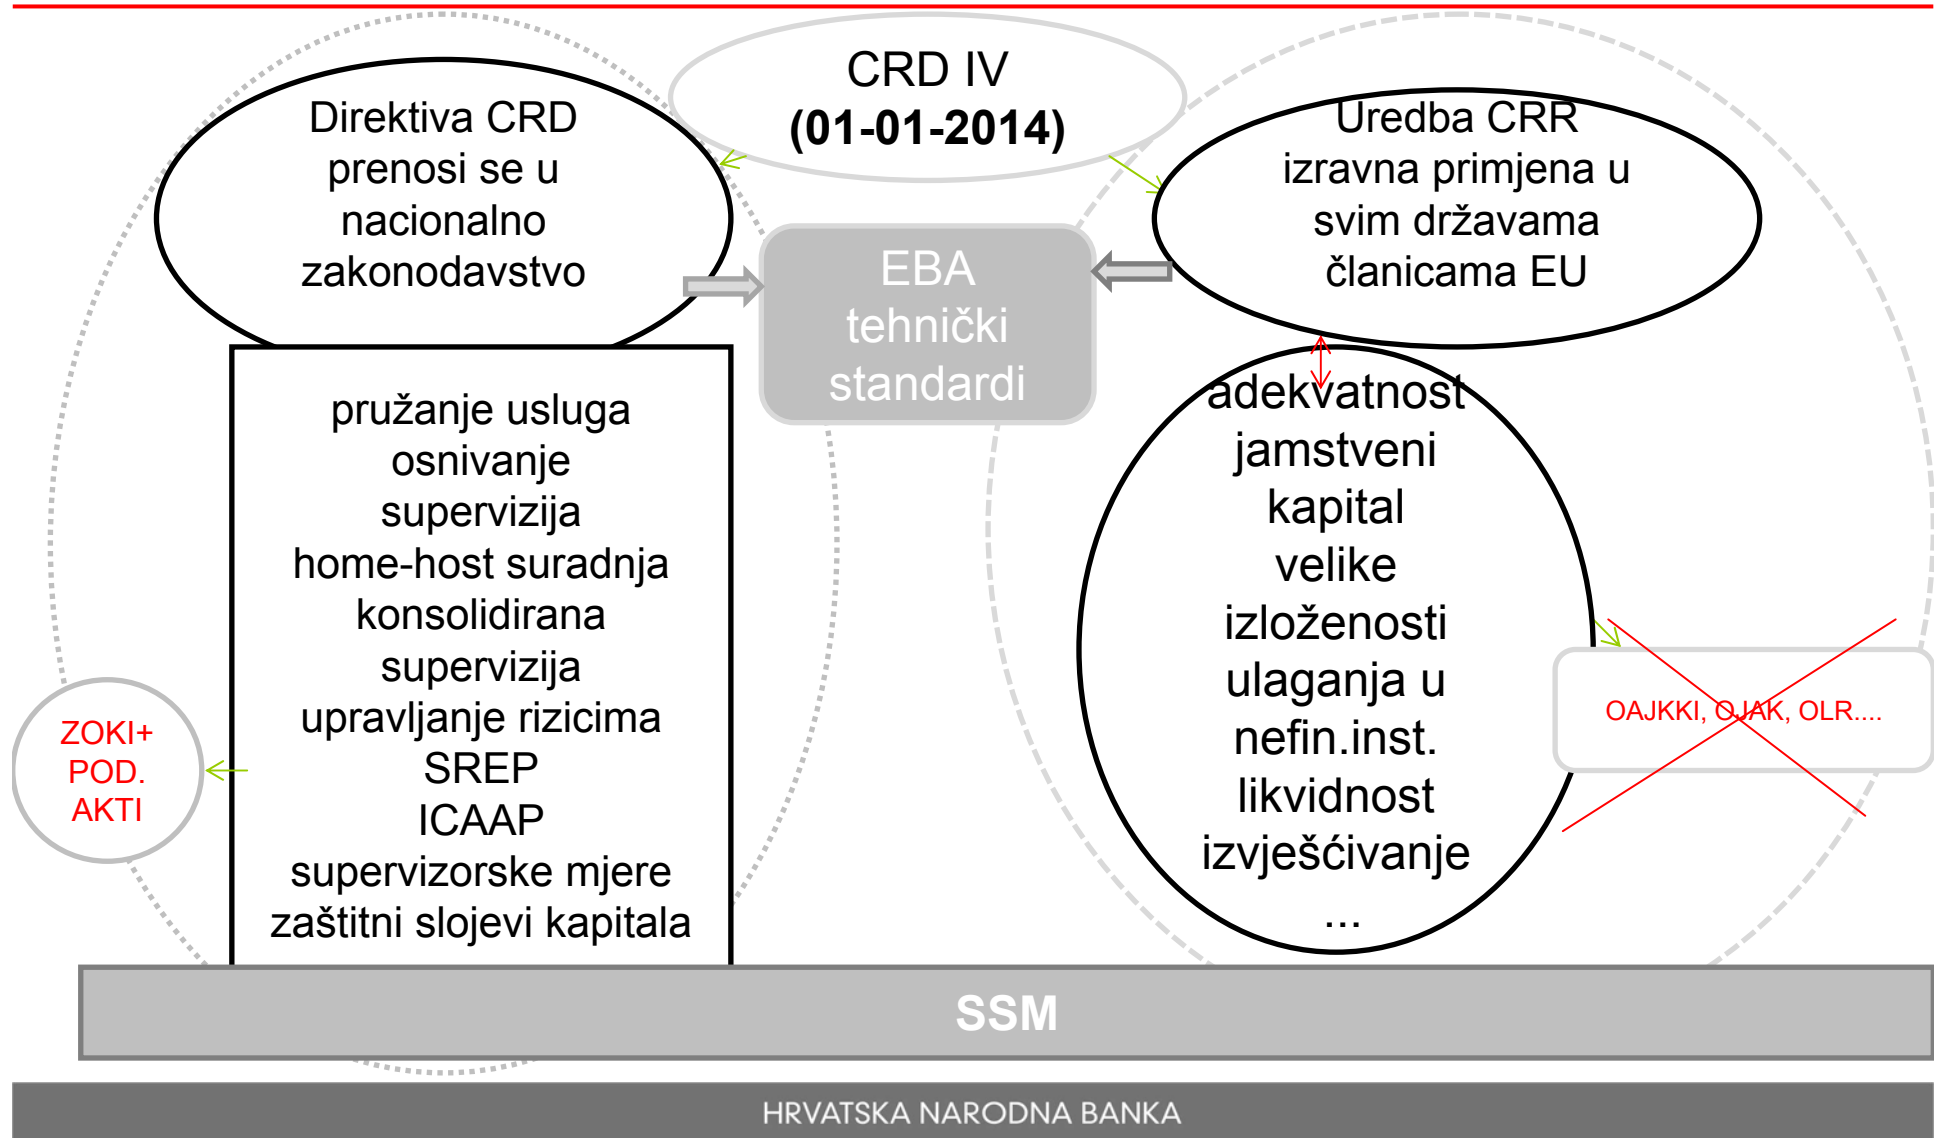 CRD IV
(01-01-2014)
Direktiva CRD
prenosi se u
nacionalno
zakonodavstvo
Uredba CRR
izravna primjena u
svim državama
članicama EU
EBA
tehnički
standardi
pružanje usluga
osnivanje
supervizija
home-host suradnja
konsolidirana
supervizija
upravljanje rizicima
SREP
ICAAP
supervizorske mjere
zaštitni slojevi kapitala
adekvatnost
jamstveni
kapital
velike
izloženosti
ulaganja u
nefin.inst.
likvidnost
izvješćivanje
...
ZOKI+
POD.
AKTI
OAJKKI, OJAK, OLR....
SSM
HRVATSKA NARODNA BANKA